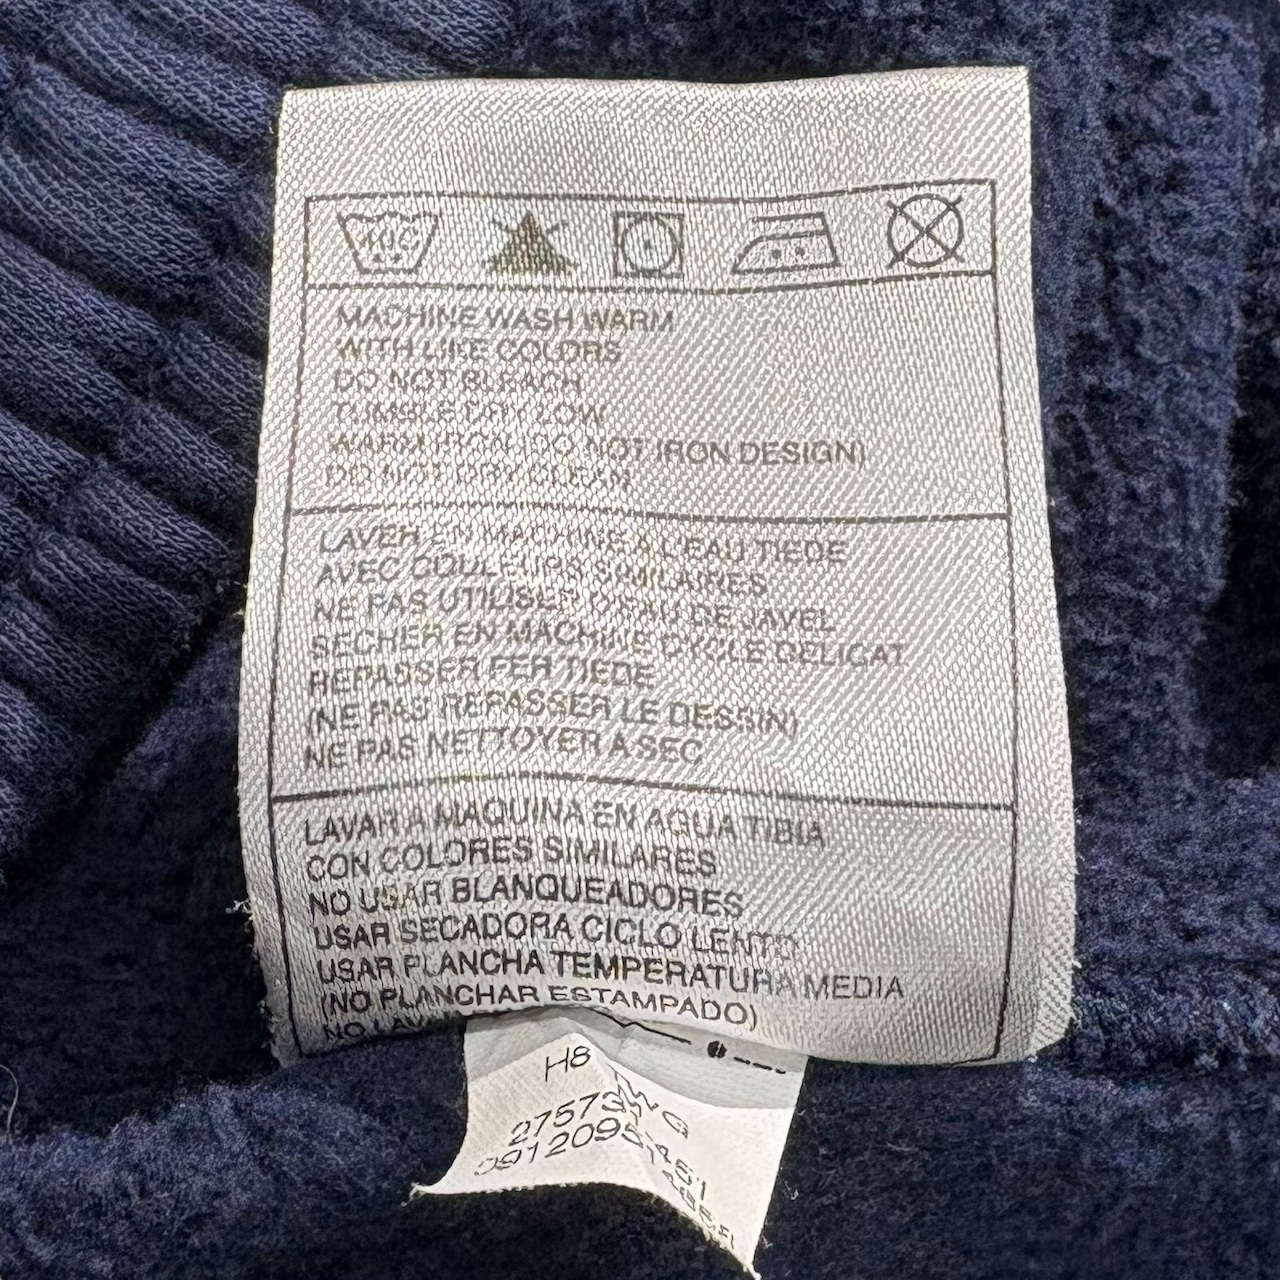 40C
MACHINE WASH WARM
WITH LIKE COLORS
DO NOT BLEACH
TUMBLE DRY LOW
WARM IRON (DO NOT IRON DESIGN)
DO NOT DRY CLEAN
LAVER EN MACHINE A L'EAU TIEDE
AVEC COULEURS SIMILAIRES
NE PAS UTILISER D'EAU DE JAVEL
SECHER EN MACHINE CYCLE DELICAT
REPASSER FER TIEDE
(NE PAS REPASSER LE DESSIN)
NE PAS NETTOYER A SEC
LAVAR A MAQUINA EN AGUA TIBIA
CON COLORES SIMILARES
NO USAR BLANQUEADORES
USAR SECADORA CICLO LENTO
USAR PLANCHA TEMPERATURA MEDIA
(NO PLANCHAR ESTAMPADO)
NO
H8